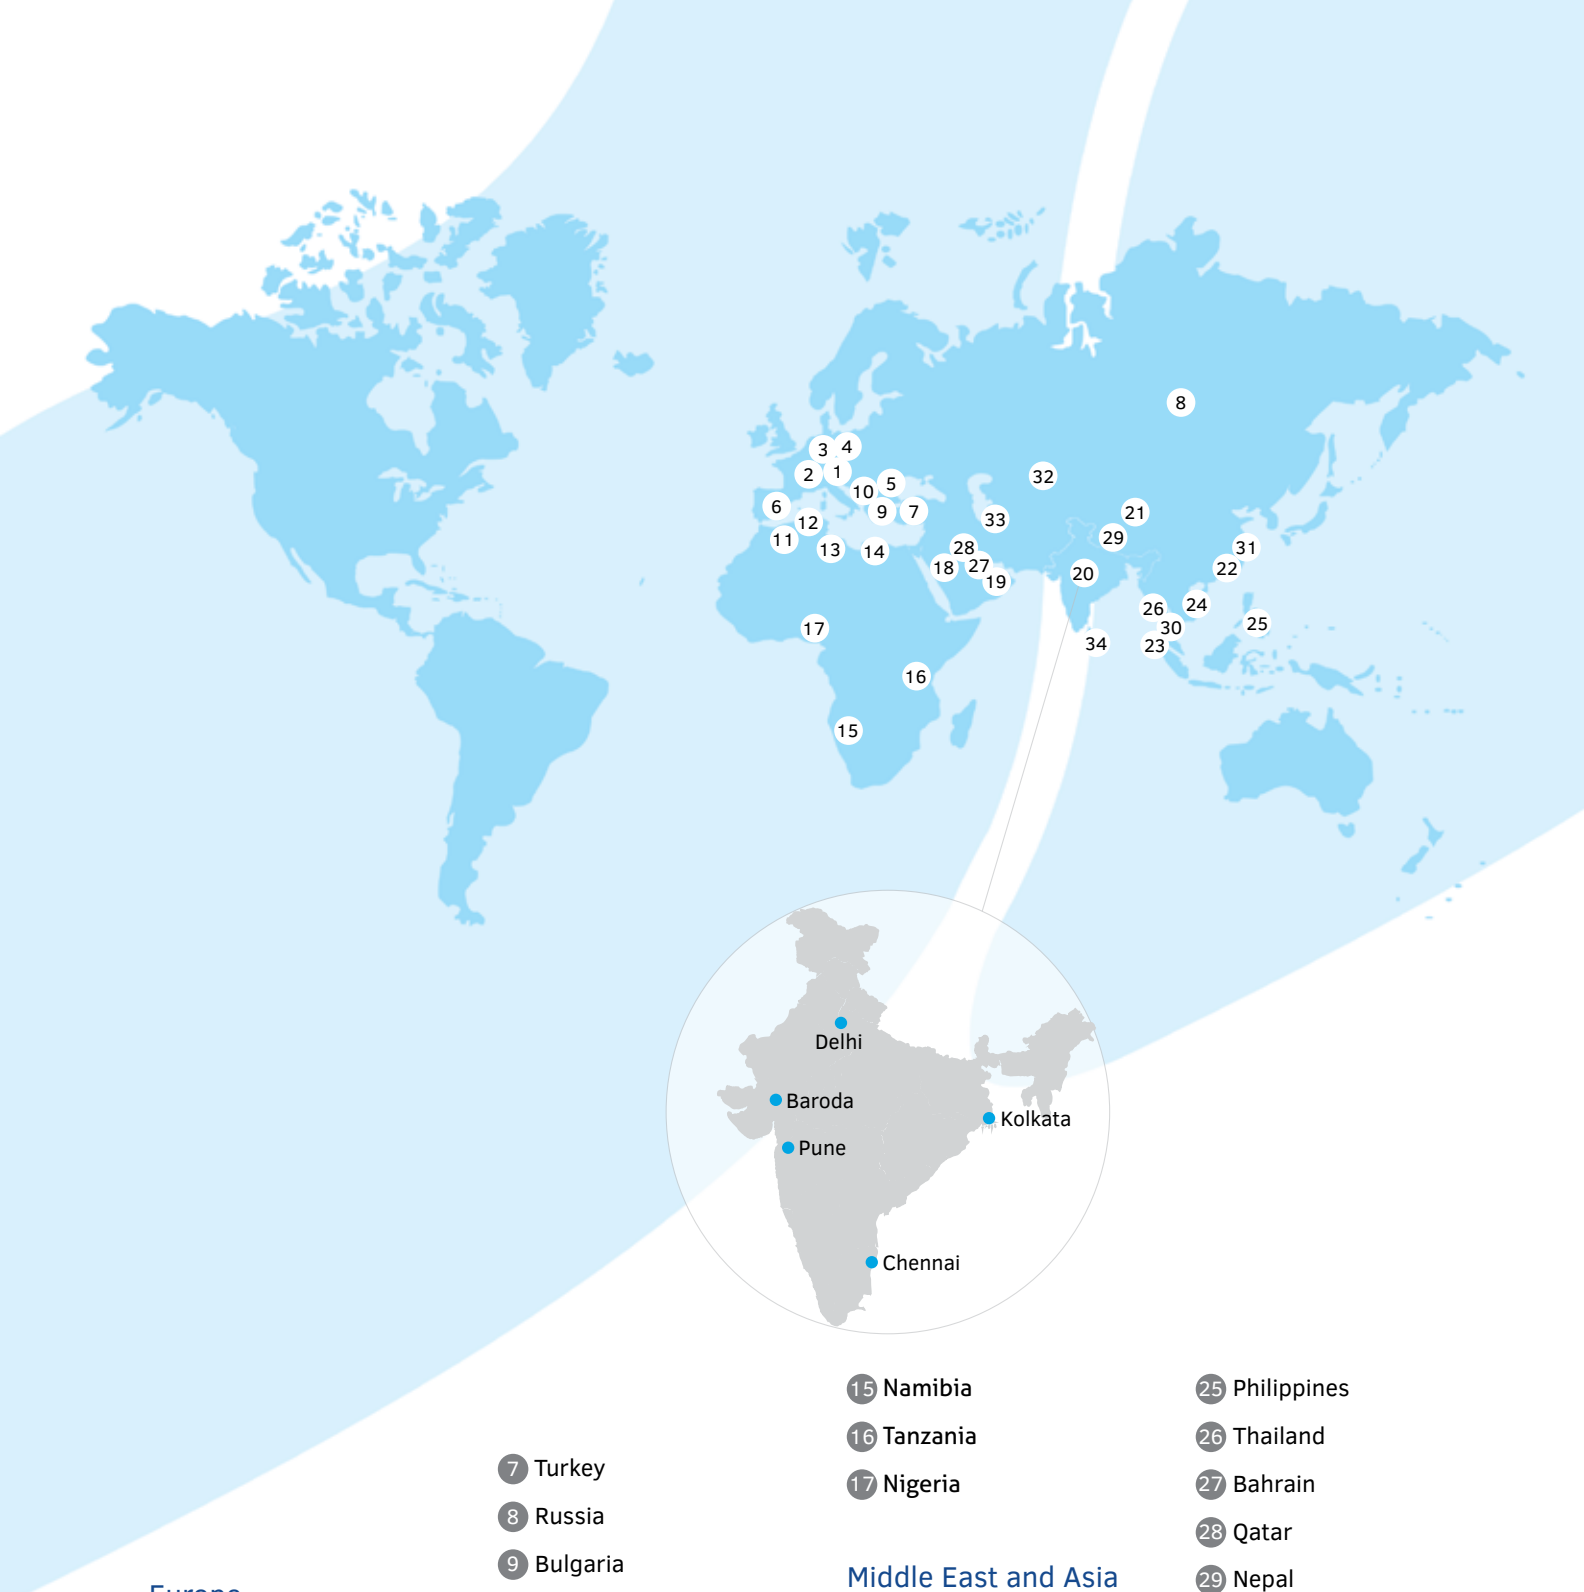 8
3 4
2 1
32
10 5
6
9 7
12
33
21
11
13
14
29
28
31
18
27
19
20
22
26
24
17
30
25
34
23
16
15
Delhi
Baroda
Kolkata
Pune
Chennai
15 Namibia
16 Tanzania
17 Nigeria
7 Turkey
8 Russia
9 Bulgaria
Middle East and Asia
25 Philippines
26 Thailand
27 Bahrain
28 Qatar
29 Nepal
Europe